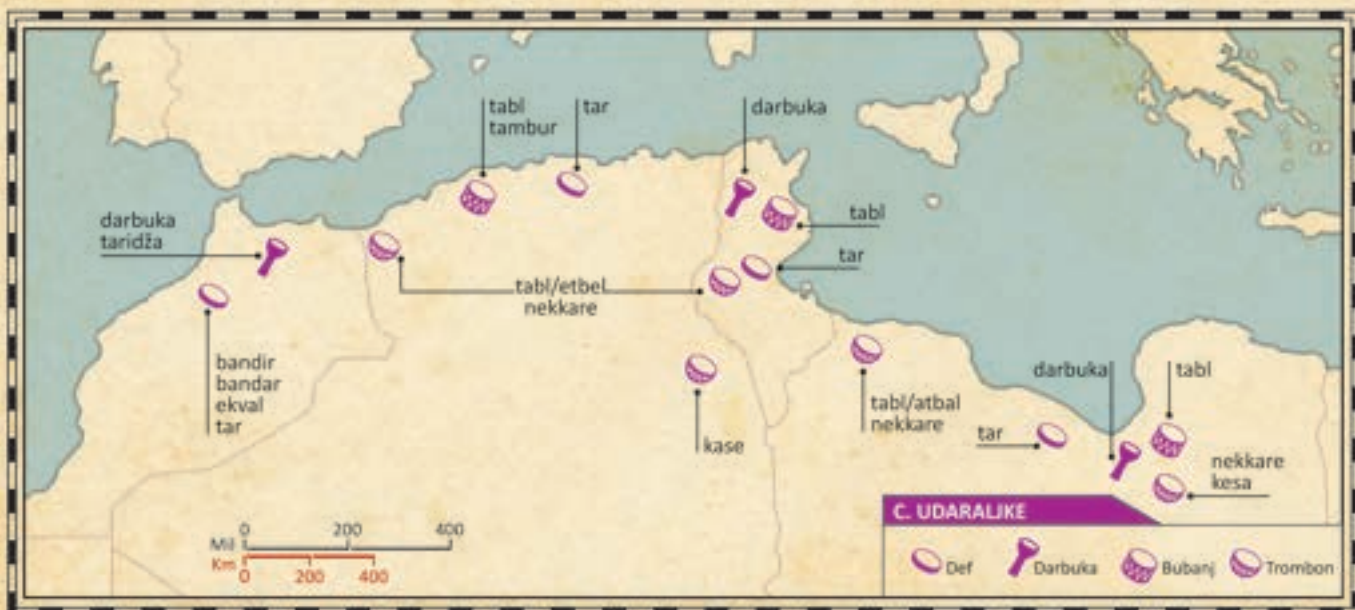 tabl
tambur
tar
darbuka
darbuka
taridža
tabl
tar
tabl/etbel
nekkare
bandir
bandar
ekval
tar
kase
tabl/atbal
nekkare
darbuka
tabl
tar
nekkare
kesa
0 200 400
Mil
Km
0 200 400
C. UDARALJKE
Def Darbuka Bubanj Trombon